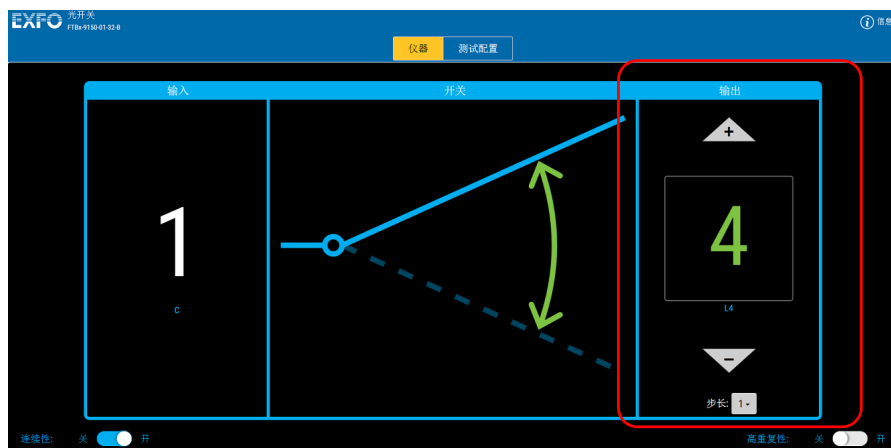 EXFO 光开关
FTBx-9150-01-32-B
信息
仪器 测试配置
输入 开关 输出
+
1 4
C L4
-
步长: 1
连续性: 关 开 高重复性: 关 开